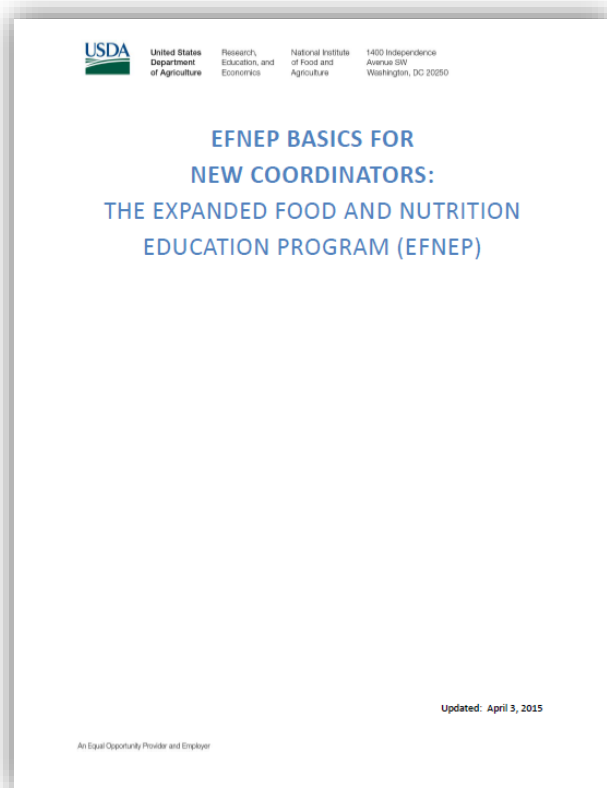 USDA
United States
Department
of Agriculture
Research,
Education, and
Economics
National Institute
of Food and
Agriculture
1400 Independence
Avenue SW
Washington, DC 20250
EFNEP BASICS FOR
NEW COORDINATORS:
THE EXPANDED FOOD AND NUTRITION
EDUCATION PROGRAM (EFNEP)
Updated: April 3, 2015
An Equal Opportunity Provider and Employer